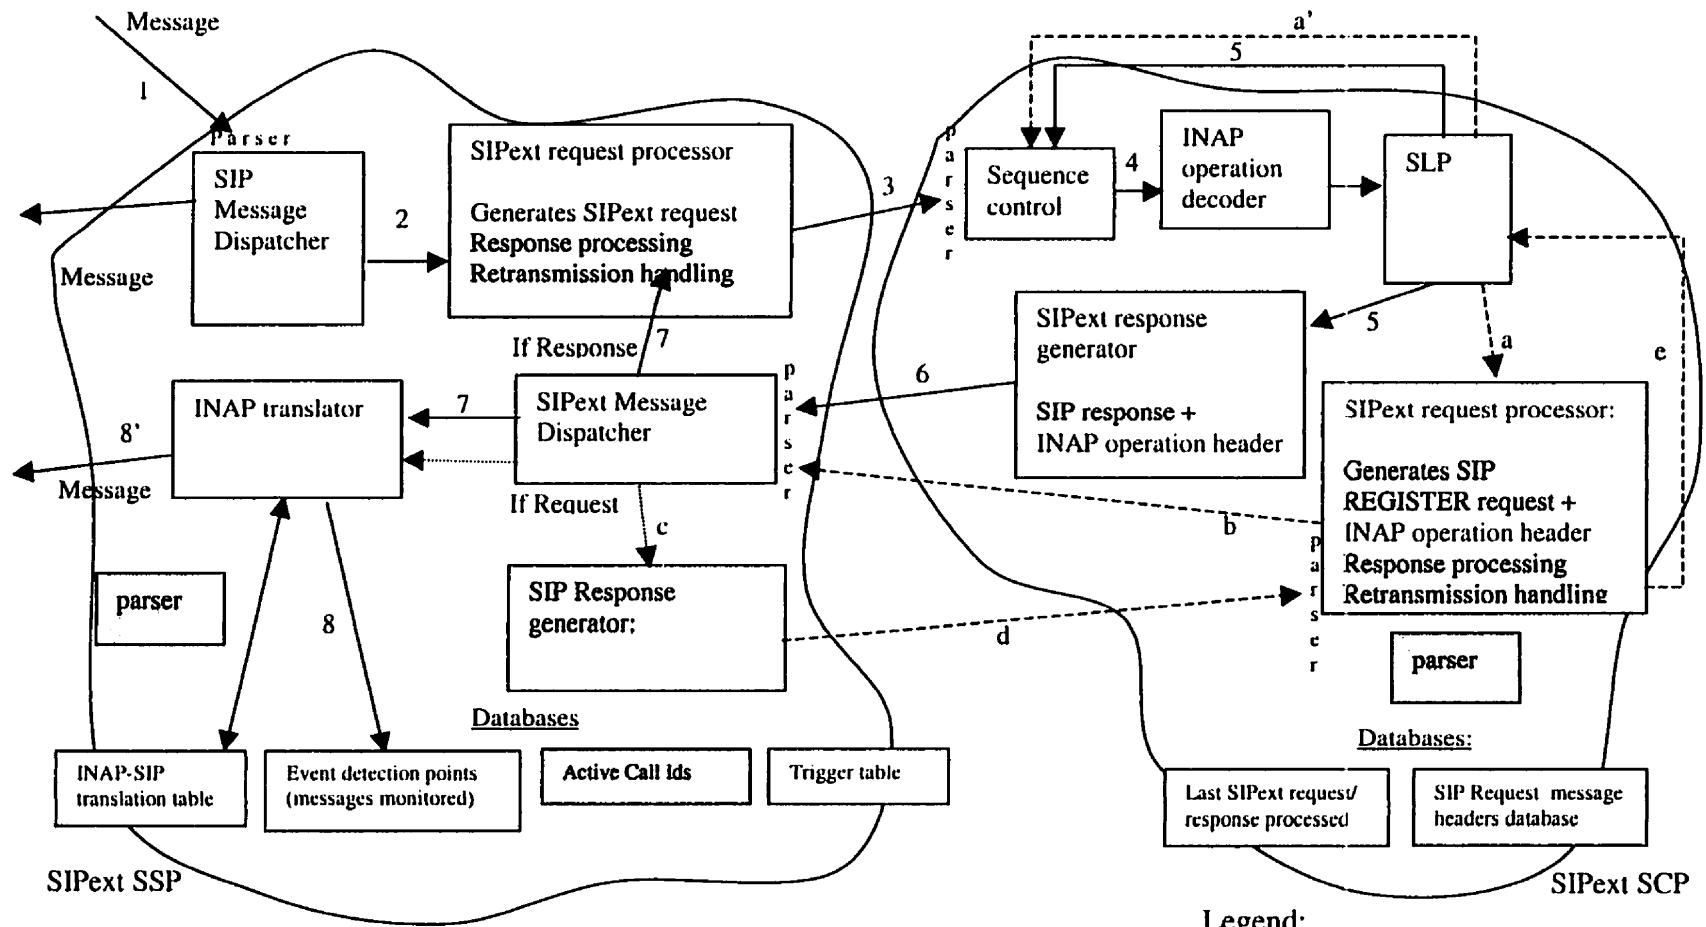 Message
1
Parser
SIP
Message
Dispatcher
Message
2
SIPext request processor
Generates SIPext request
Response processing
Retransmission handling
3
parser
Sequence
control
4
INAP
operation
decoder
SLP
a'
5
5
a
e
SIPext response
generator
SIP response +
INAP operation header
6
SIPext request processor:
Generates SIP
REGISTER request +
INAP operation header
Response processing
Retransmission handling
parser
b
d
If Response
7
parser
SIPext Message
Dispatcher
7
If Request
c
INAP translator
8'
Message
SIP Response
generator:
parser
8
parser
Databases
INAP-SIP
translation table
Event detection points
(messages monitored)
Active Call Ids
Trigger table
Databases:
Last SIPext request/
response processed
SIP Request message
headers database
SIPext SSP
SIPext SCP
Legend: